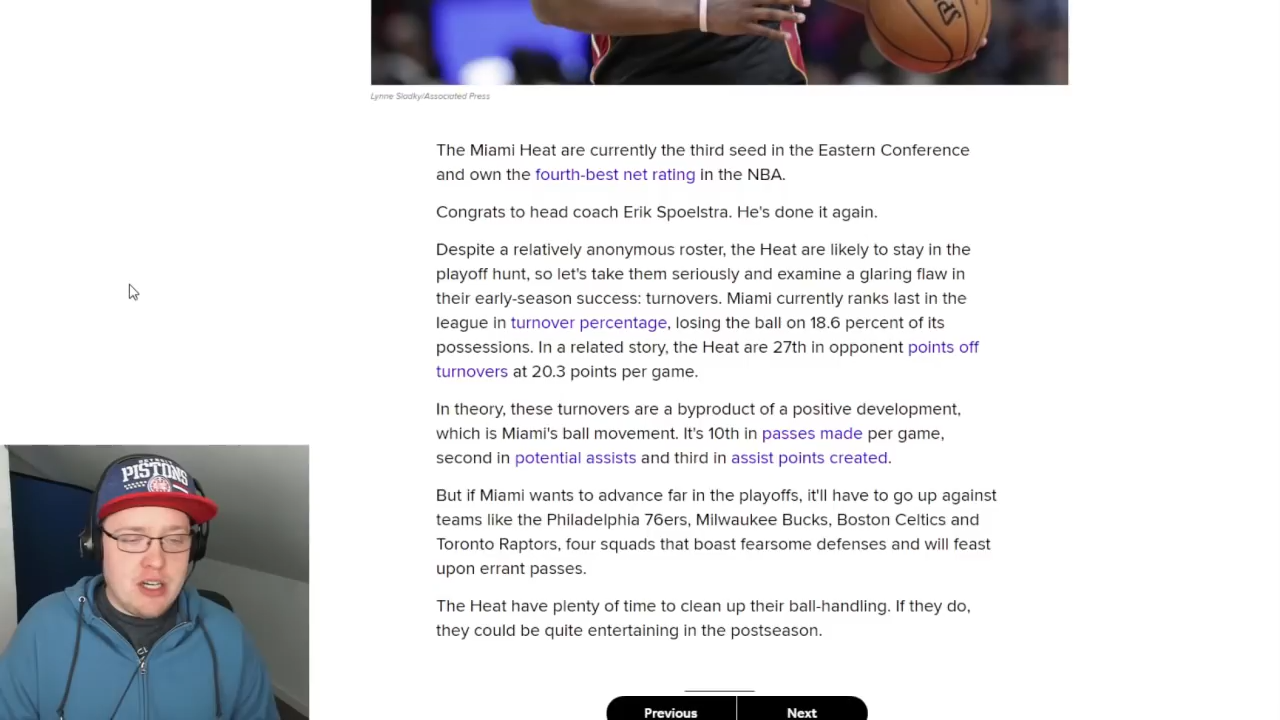 Lynne Sladky/Associated Press
The Miami Heat are currently the third seed in the Eastern Conference
and own the fourth-best net rating in the NBA.
Congrats to head coach Erik Spoelstra. He's done it again.
Despite a relatively anonymous roster, the Heat are likely to stay in the
playoff hunt, so let's take them seriously and examine a glaring flaw in
their early-season success: turnovers. Miami currently ranks last in the
league in turnover percentage, losing the ball on 18.6 percent of its
possessions. In a related story, the Heat are 27th in opponent points off
turnovers at 20.3 points per game.
In theory, these turnovers are a byproduct of a positive development,
which is Miami's ball movement. It's 10th in passes made per game,
second in potential assists and third in assist points created.
But if Miami wants to advance far in the playoffs, it'll have to go up against
teams like the Philadelphia 76ers, Milwaukee Bucks, Boston Celtics and
Toronto Raptors, four squads that boast fearsome defenses and will feast
upon errant passes.
The Heat have plenty of time to clean up their ball-handling. If they do,
they could be quite entertaining in the postseason.
Previous Next
PISTONS